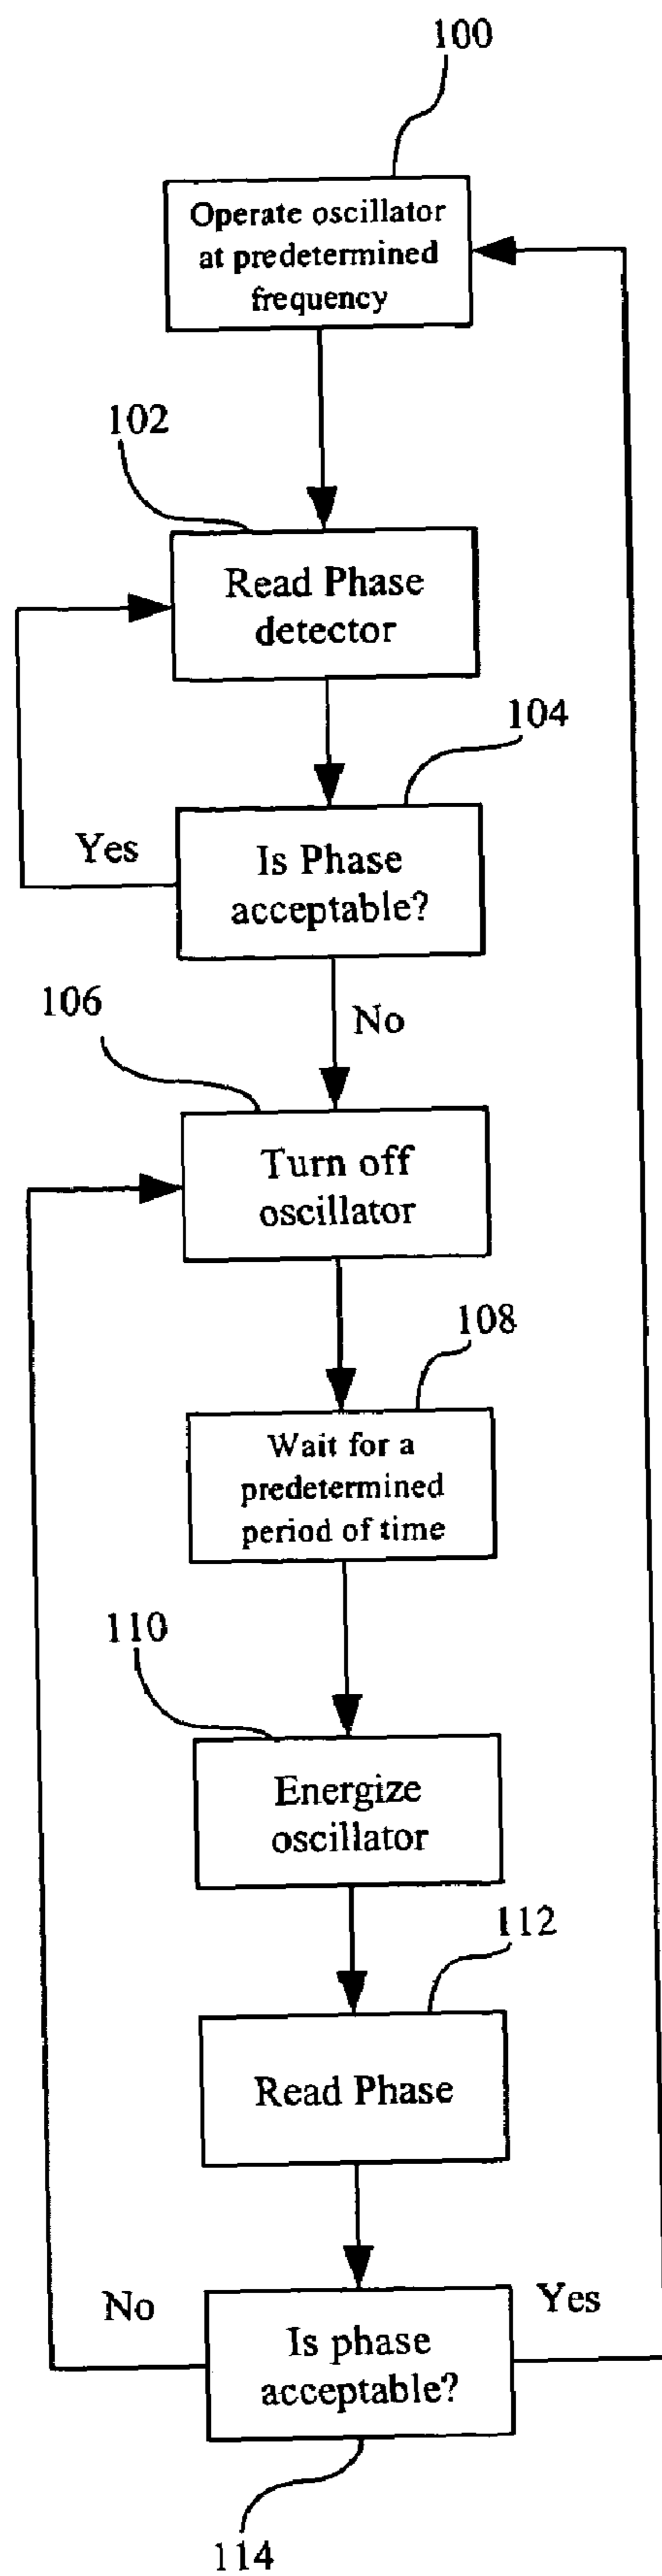 100
Operate oscillator
at predetermined
frequency
102
Read Phase
detector
104
Yes
Is Phase
acceptable?
106
No
Turn off
oscillator
108
Wait for a
predetermined
period of time
110
Energize
oscillator
112
Read Phase
No
Yes
Is phase
acceptable?
114